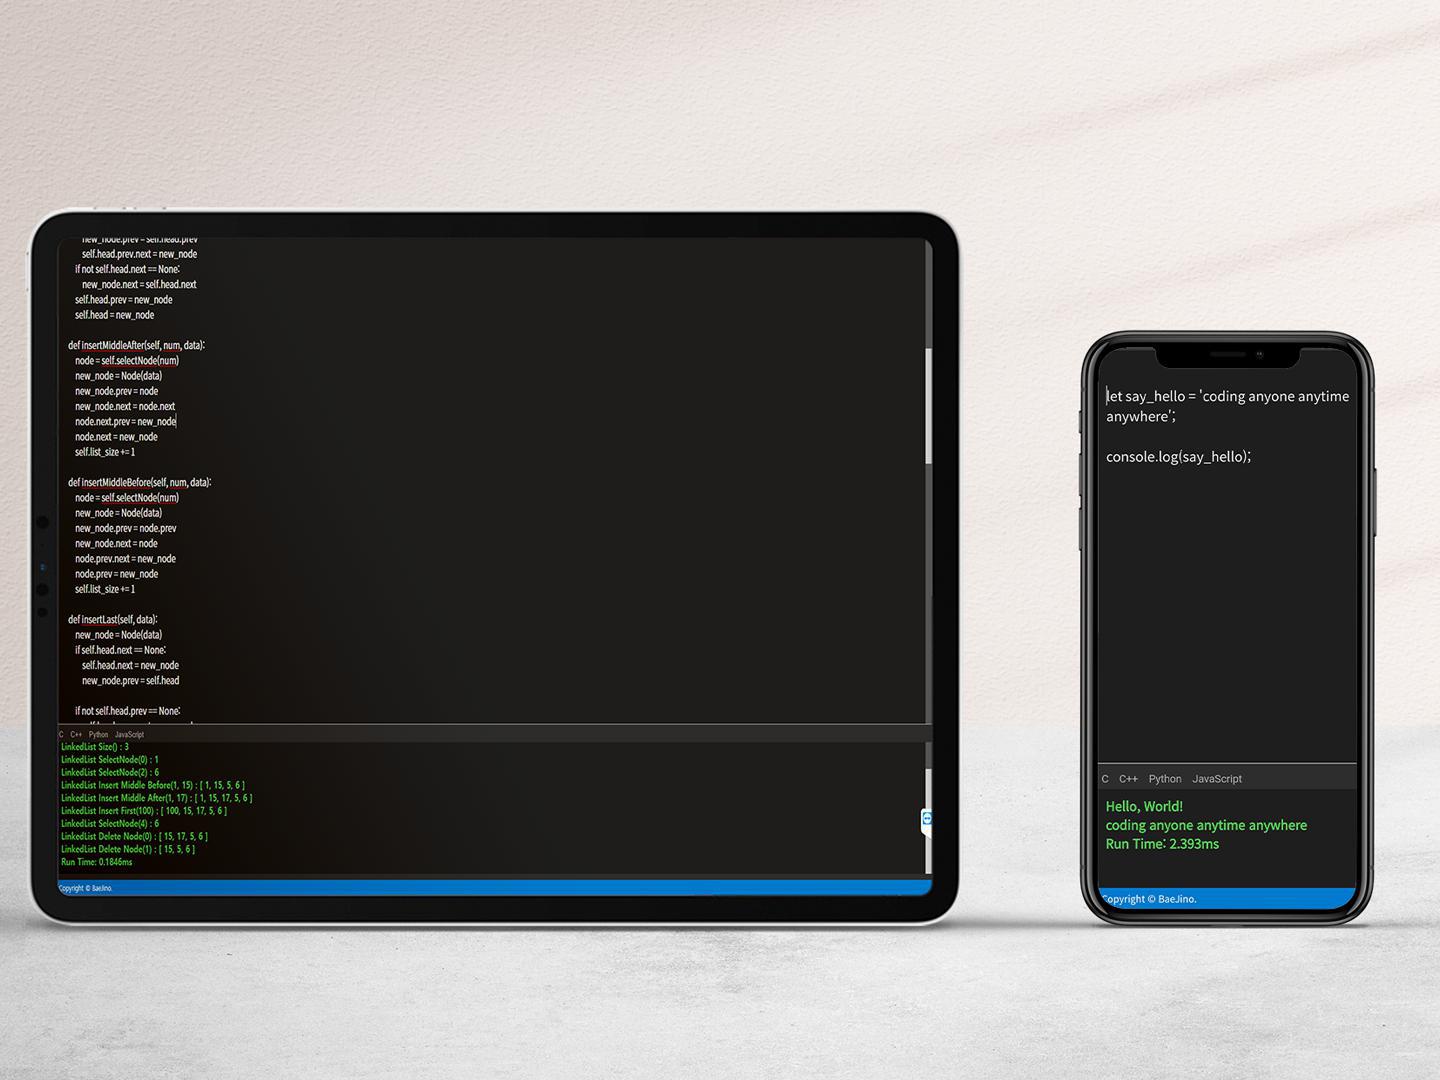 new_node.prev = self.head.prev
self.head.prev.next = new_node
if not self.head.next == None:
new_node.next = self.head.next
self.head.prev = new_node
self.head = new_node
def insertMiddleAfter(self, num, data):
node = self.selectNode(num)
new_node = Node(data)
new_node.prev = node
new_node.next = node.next
node.next.prev = new_node
node.next = new_node
self.list_size += 1
def insertMiddleBefore(self, num, data):
node = self.selectNode(num)
new_node = Node(data)
new_node.prev = node.prev
new_node.next = node
node.prev.next = new_node
node.prev = new_node
self.list_size += 1
def insertLast(self, data):
new_node = Node(data)
if self.head.next == None:
self.head.next = new_node
new_node.prev = self.head
if not self.head.prev == None:
C C++ Python JavaScript
LinkedList Size() : 3
LinkedList SelectNode(0) : 1
LinkedList SelectNode(2) : 6
LinkedList Insert Middle Before(1, 15) : [ 1, 15, 5, 6 ]
LinkedList Insert Middle After(1, 17) : [ 1, 15, 17, 5, 6 ]
LinkedList Insert First(100) : [ 100, 15, 17, 5, 6 ]
LinkedList SelectNode(4) : 6
LinkedList Delete Node(0) : [ 15, 17, 5, 6 ]
LinkedList Delete Node(1) : [ 15, 5, 6 ]
Run Time: 0.1846ms
Copyright © BaeJino.
let say_hello = 'coding anyone anytime
anywhere';
console.log(say_hello);
C C++ Python JavaScript
Hello, World!
coding anyone anytime anywhere
Run Time: 2.393ms
Copyright © BaeJino.